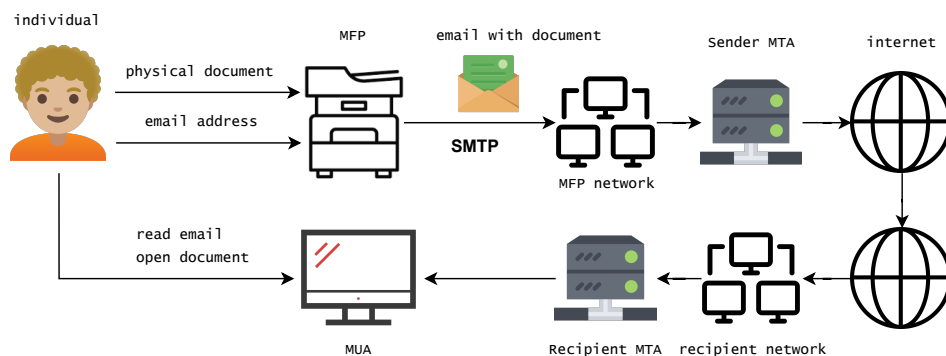 individual
MFP
email with document
Sender MTA
internet
physical document
email address
SMTP
MFP network
read email
open document
MUA
Recipient MTA
recipient network